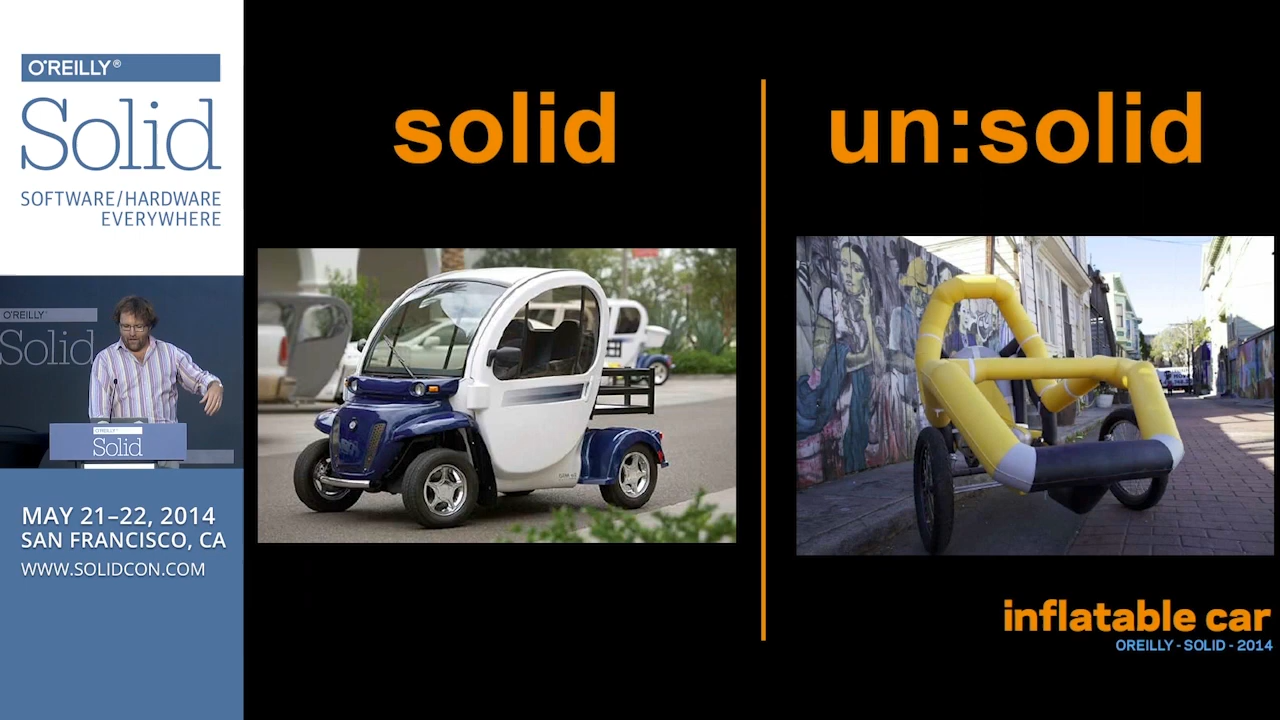 O'REILLY®
Solid
SOFTWARE/HARDWARE
EVERYWHERE
O'REILLY®
Solid
O'REILLY®
Solid
MAY 21–22, 2014
SAN FRANCISCO, CA
WWW.SOLIDCON.COM
solid
un:solid
inflatable car
OREILLY - SOLID - 2014